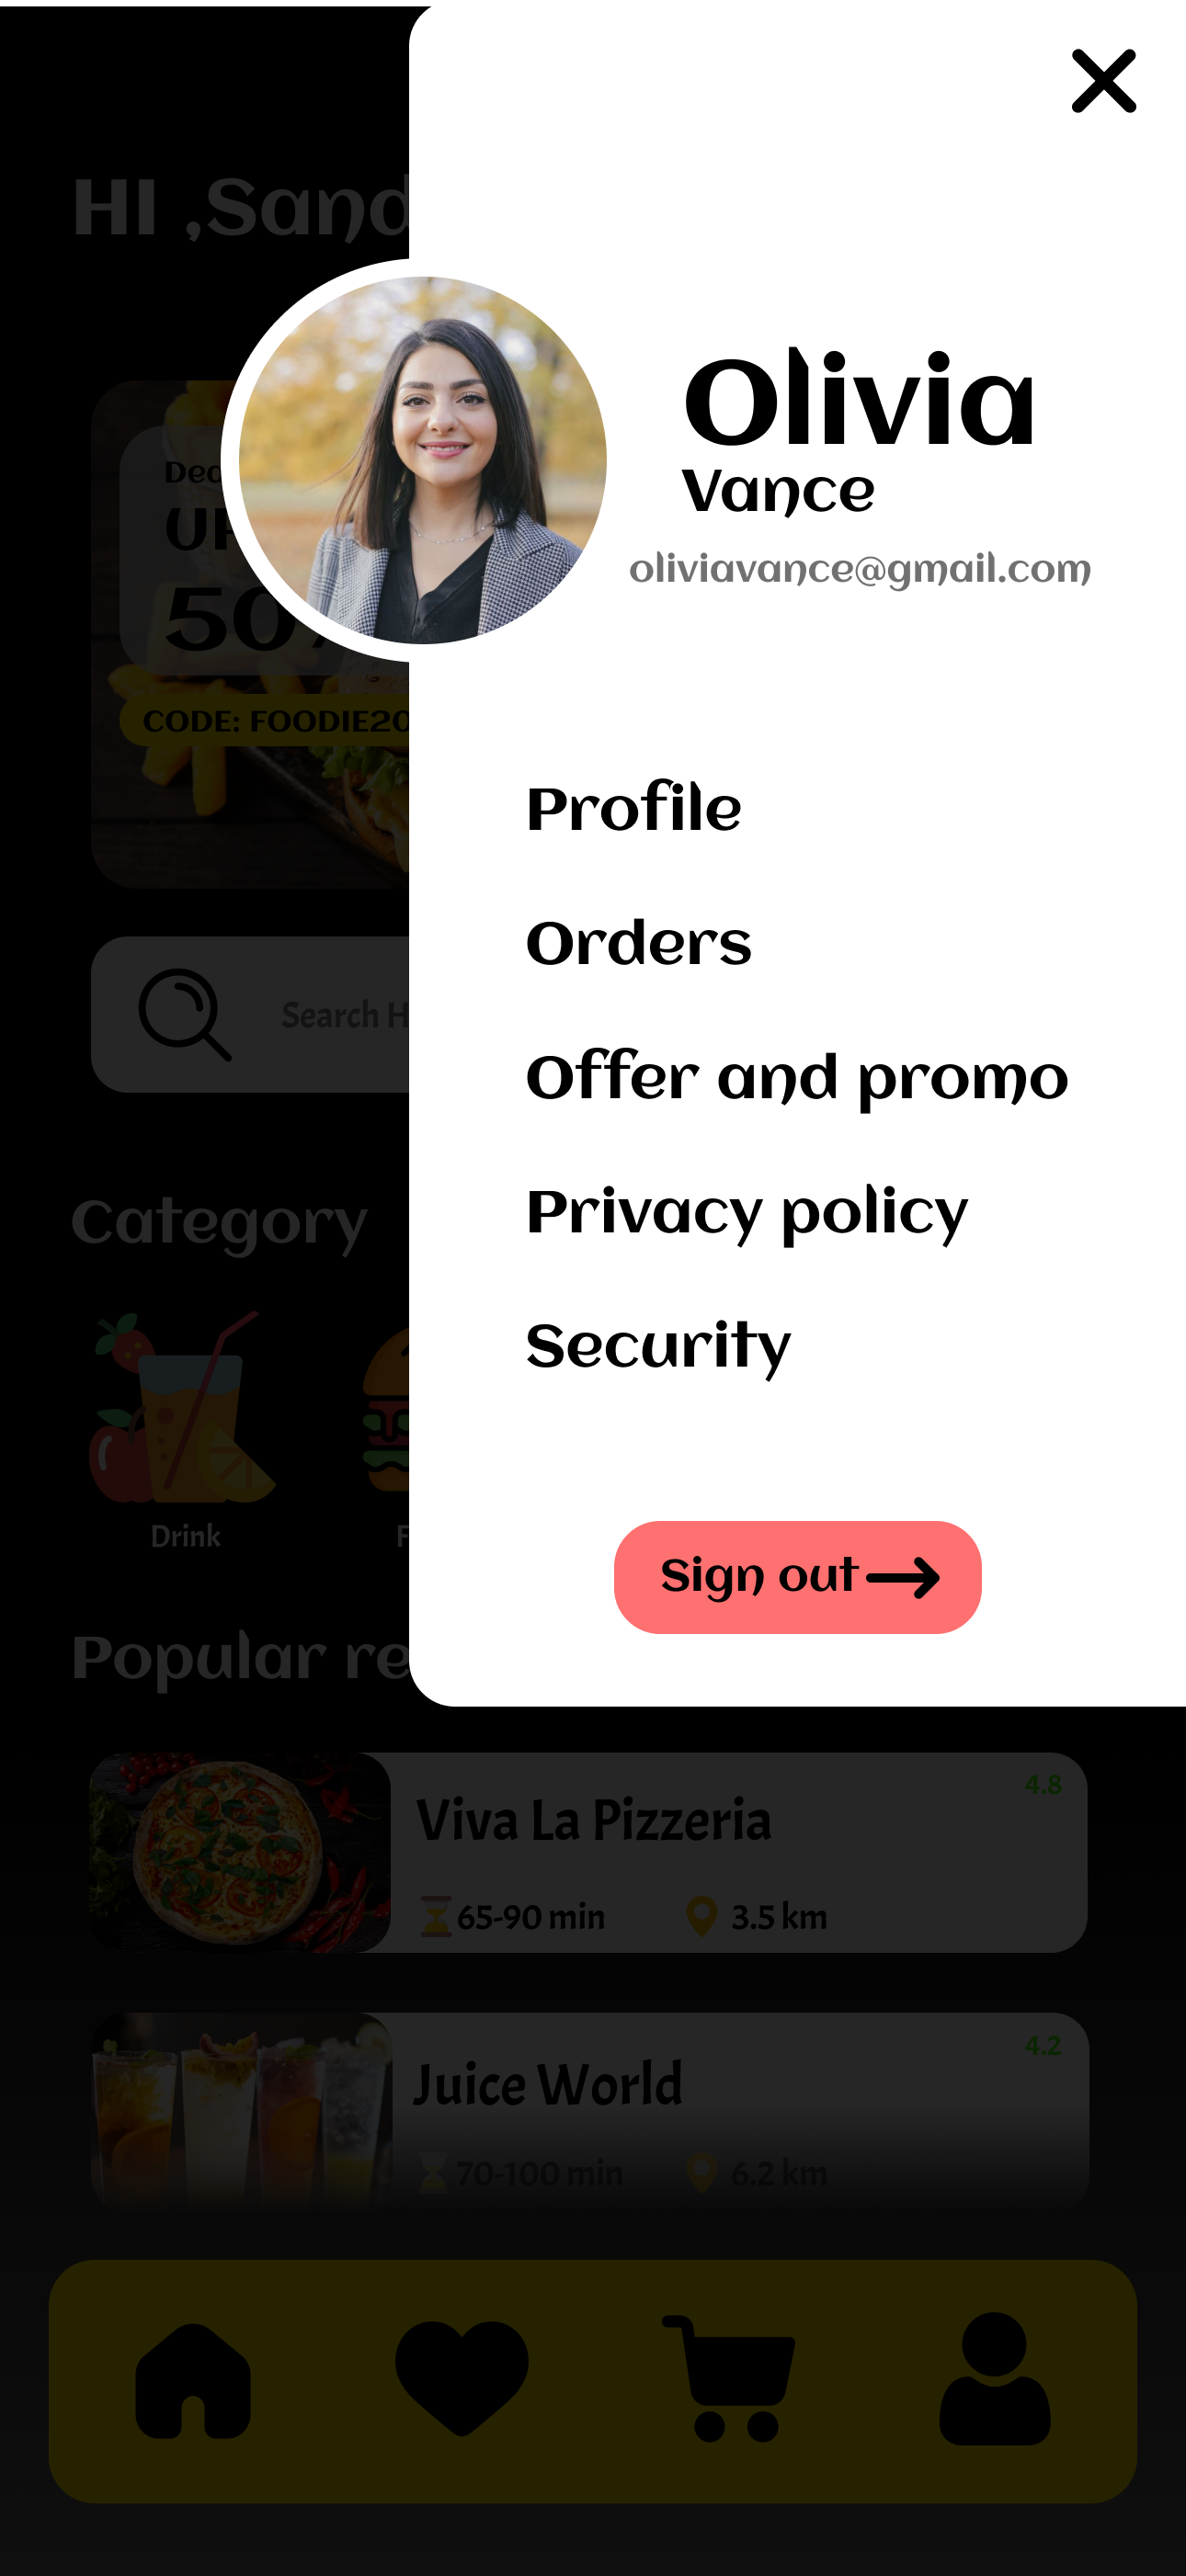 HI ,Sand
Olivia
Vance
oliviavance@gmail.com
50
CODE: FOODIE20
Profile
Orders
Search H
Offer and promo
Privacy policy
Category
Security
Drink
Sign out
Popular re
Viva La Pizzeria
4.8
65-90 min
3.5 km
Juice World
4.2
70-100 min
6.2 km